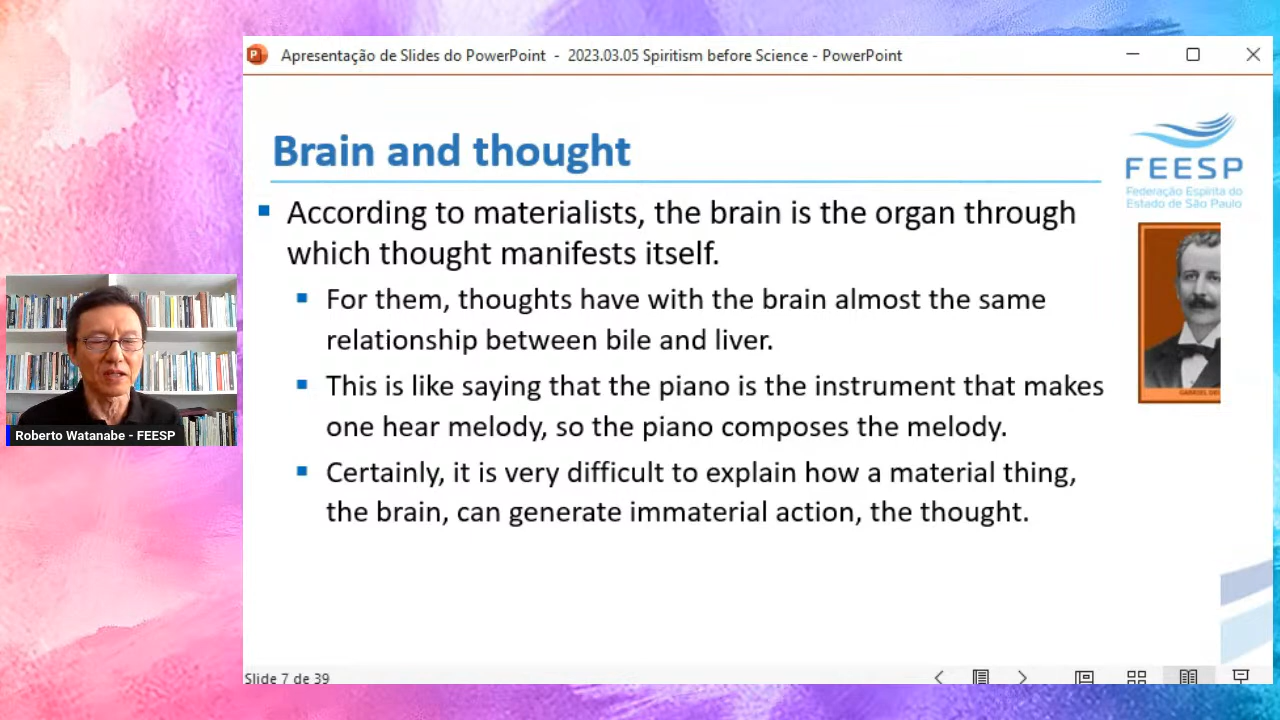 Apresentação de Slides do PowerPoint - 2023.03.05 Spiritism before Science - PowerPoint
Brain and thought
FEESP
Federação Espírita do
Estado de São Paulo
According to materialists, the brain is the organ through
which thought manifests itself.
For them, thoughts have with the brain almost the same
relationship between bile and liver.
This is like saying that the piano is the instrument that makes
one hear melody, so the piano composes the melody.
Certainly, it is very difficult to explain how a material thing,
the brain, can generate immaterial action, the thought.
Roberto Watanabe - FEESP
Slide 7 de 39